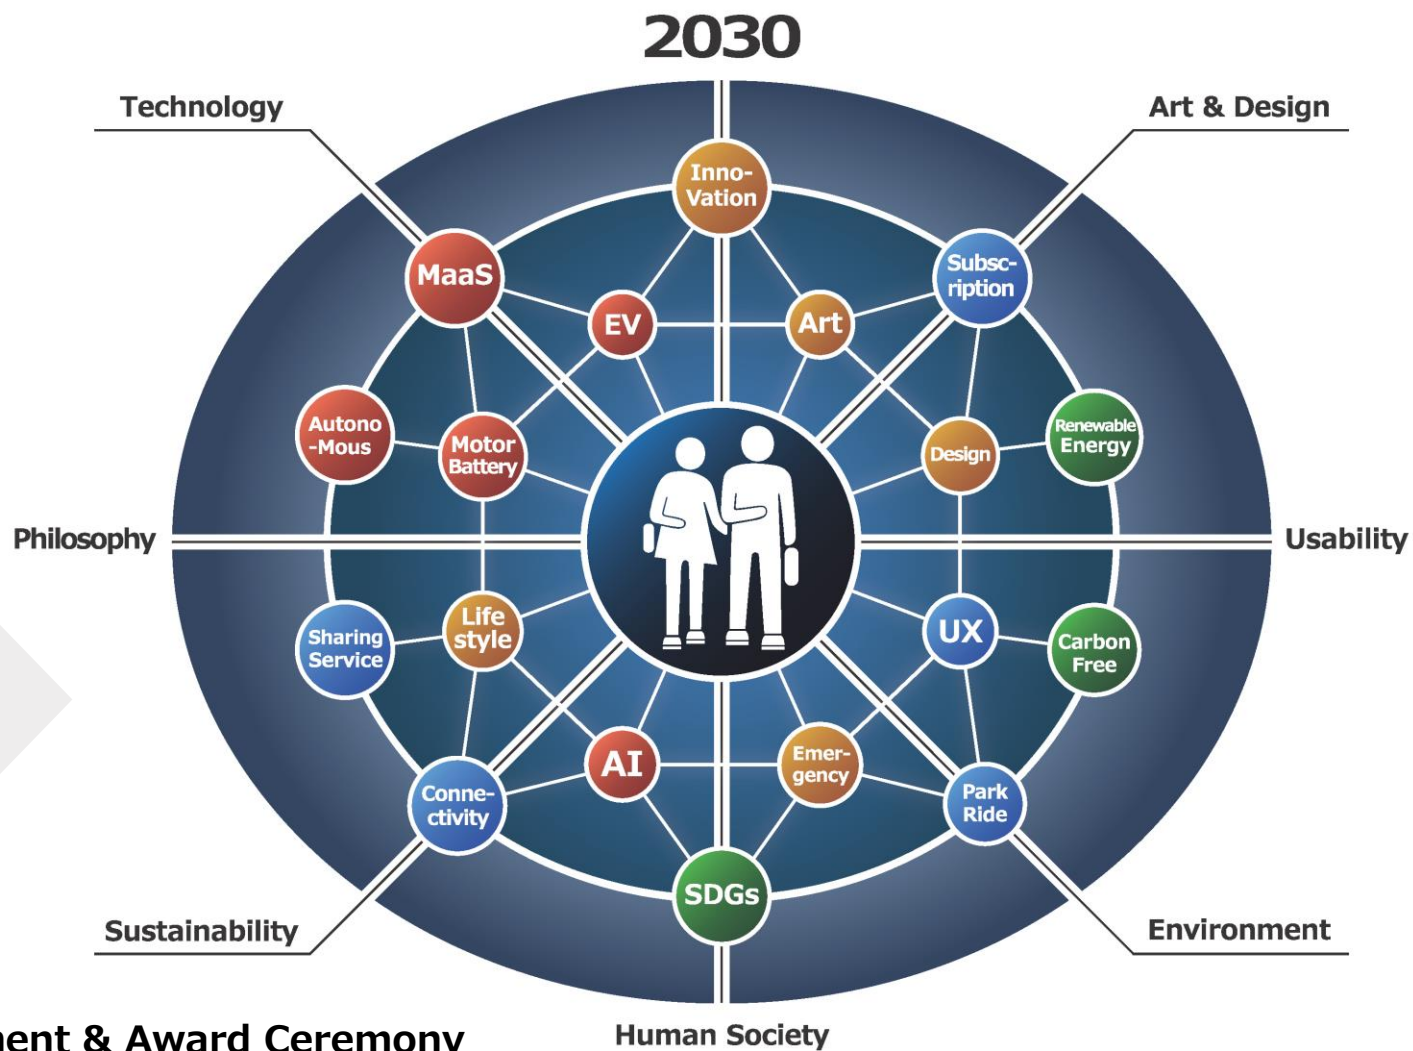 2030
Technology
Art & Design
Inno-
Vation
MaaS
Subsc-
ription
EV
Art
Autono
-Mous
Motor
Battery
Design
Renewable
Energy
Philosophy
Usability
Sharing
Service
Life
style
UX
Carbon
Free
Conne-
ctivity
AI
Emer-
gency
Park
Ride
SDGs
Sustainability
Environment
Human Society
& Award Ceremony